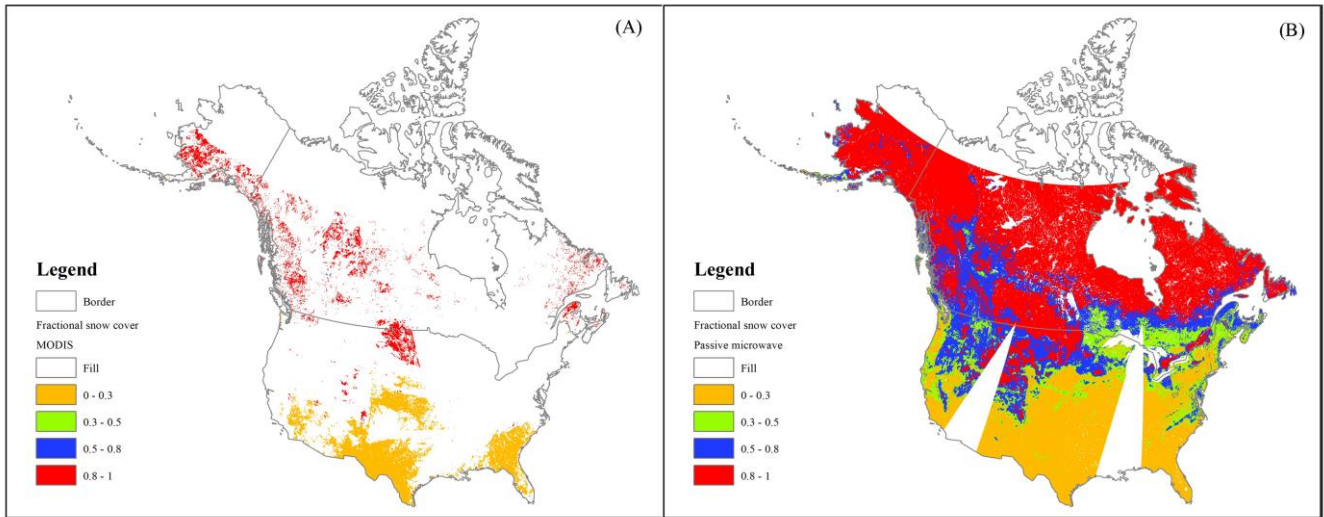 (A)
Legend
Border
Fractional snow cover
MODIS
Fill
0 - 0.3
0.3 - 0.5
0.5 - 0.8
0.8 - 1
(B)
Legend
Border
Fractional snow cover
Passive microwave
Fill
0 - 0.3
0.3 - 0.5
0.5 - 0.8
0.8 - 1